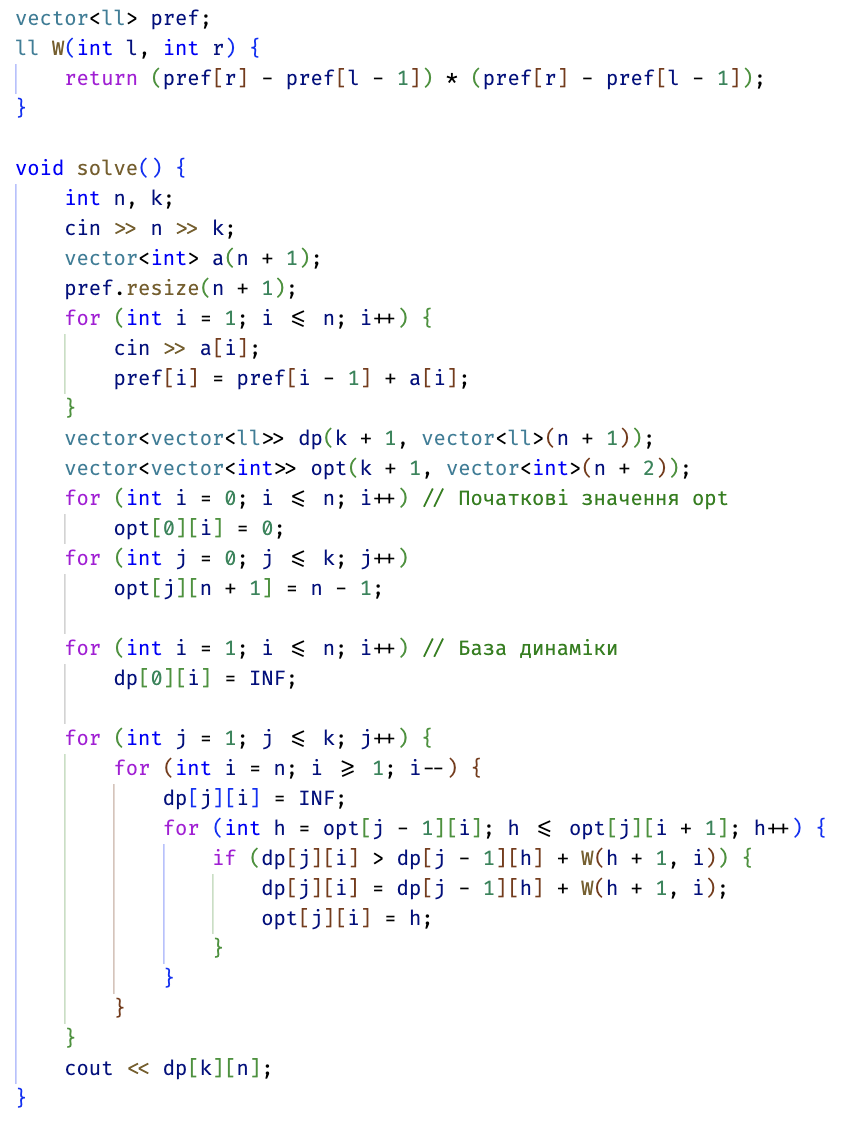 vector<ll> pref;
ll W(int l, int r) {
    return (pref[r] - pref[l - 1]) * (pref[r] - pref[l - 1]);
}

void solve() {
    int n, k;
    cin >> n >> k;
    vector<int> a(n + 1);
    pref.resize(n + 1);
    for (int i = 1; i <= n; i++) {
        cin >> a[i];
        pref[i] = pref[i - 1] + a[i];
    }
    vector<vector<ll>> dp(k + 1, vector<ll>(n + 1));
    vector<vector<int>> opt(k + 1, vector<int>(n + 2));
    for (int i = 0; i <= n; i++) // Початкові значення opt
        opt[0][i] = 0;
    for (int j = 0; j <= k; j++)
        opt[j][n + 1] = n - 1;

    for (int i = 1; i <= n; i++) // База динаміки
        dp[0][i] = INF;

    for (int j = 1; j <= k; j++) {
        for (int i = n; i >= 1; i--) {
            dp[j][i] = INF;
            for (int h = opt[j - 1][i]; h <= opt[j][i + 1]; h++) {
                if (dp[j][i] > dp[j - 1][h] + W(h + 1, i)) {
                    dp[j][i] = dp[j - 1][h] + W(h + 1, i);
                    opt[j][i] = h;
                }
            }
        }
    }
    cout << dp[k][n];
}